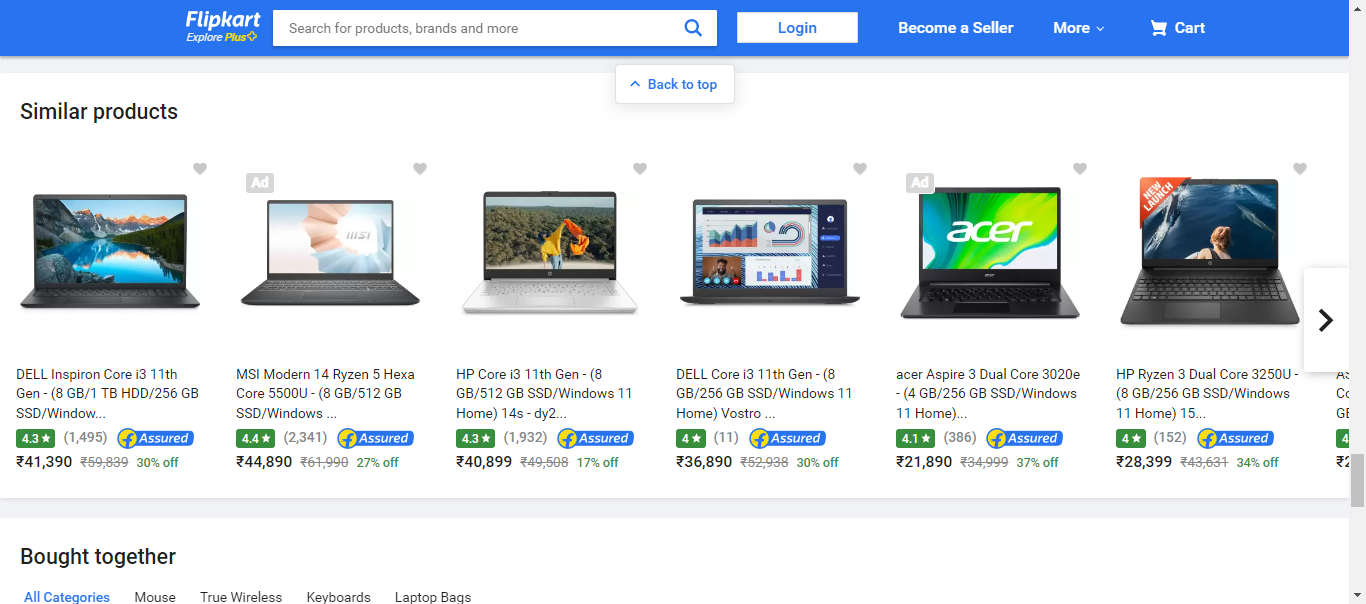 Flipkart
Explore Plus
Search for products, brands and more
Login
Become a Seller
More
Cart
Back to top
Similar products
Ad
msi
Ad
acer
NEW LAUNCH
DELL Inspiron Core i3 11th
Gen - (8 GB/1 TB HDD/256 GB
SSD/Window...
4.3 (1,495) Assured
₹41,390 ₹59,839 30% off
MSI Modern 14 Ryzen 5 Hexa
Core 5500U - (8 GB/512 GB
SSD/Windows ...
4.4 (2,341) Assured
₹44,890 ₹61,990 27% off
HP Core i3 11th Gen - (8
GB/512 GB SSD/Windows 11
Home) 14s - dy2...
4.3 (1,932) Assured
₹40,899 ₹49,508 17% off
DELL Core i3 11th Gen - (8
GB/256 GB SSD/Windows 11
Home) Vostro ...
4 (11) Assured
₹36,890 ₹52,938 30% off
acer Aspire 3 Dual Core 3020e
- (4 GB/256 GB SSD/Windows
11 Home)...
4.1 (386) Assured
₹21,890 ₹34,999 37% off
HP Ryzen 3 Dual Core 3250U -
(8 GB/256 GB SSD/Windows
11 Home) 15...
4 (152) Assured
₹28,399 ₹43,631 34% off
Bought together
All Categories
Mouse
True Wireless
Keyboards
Laptop Bags